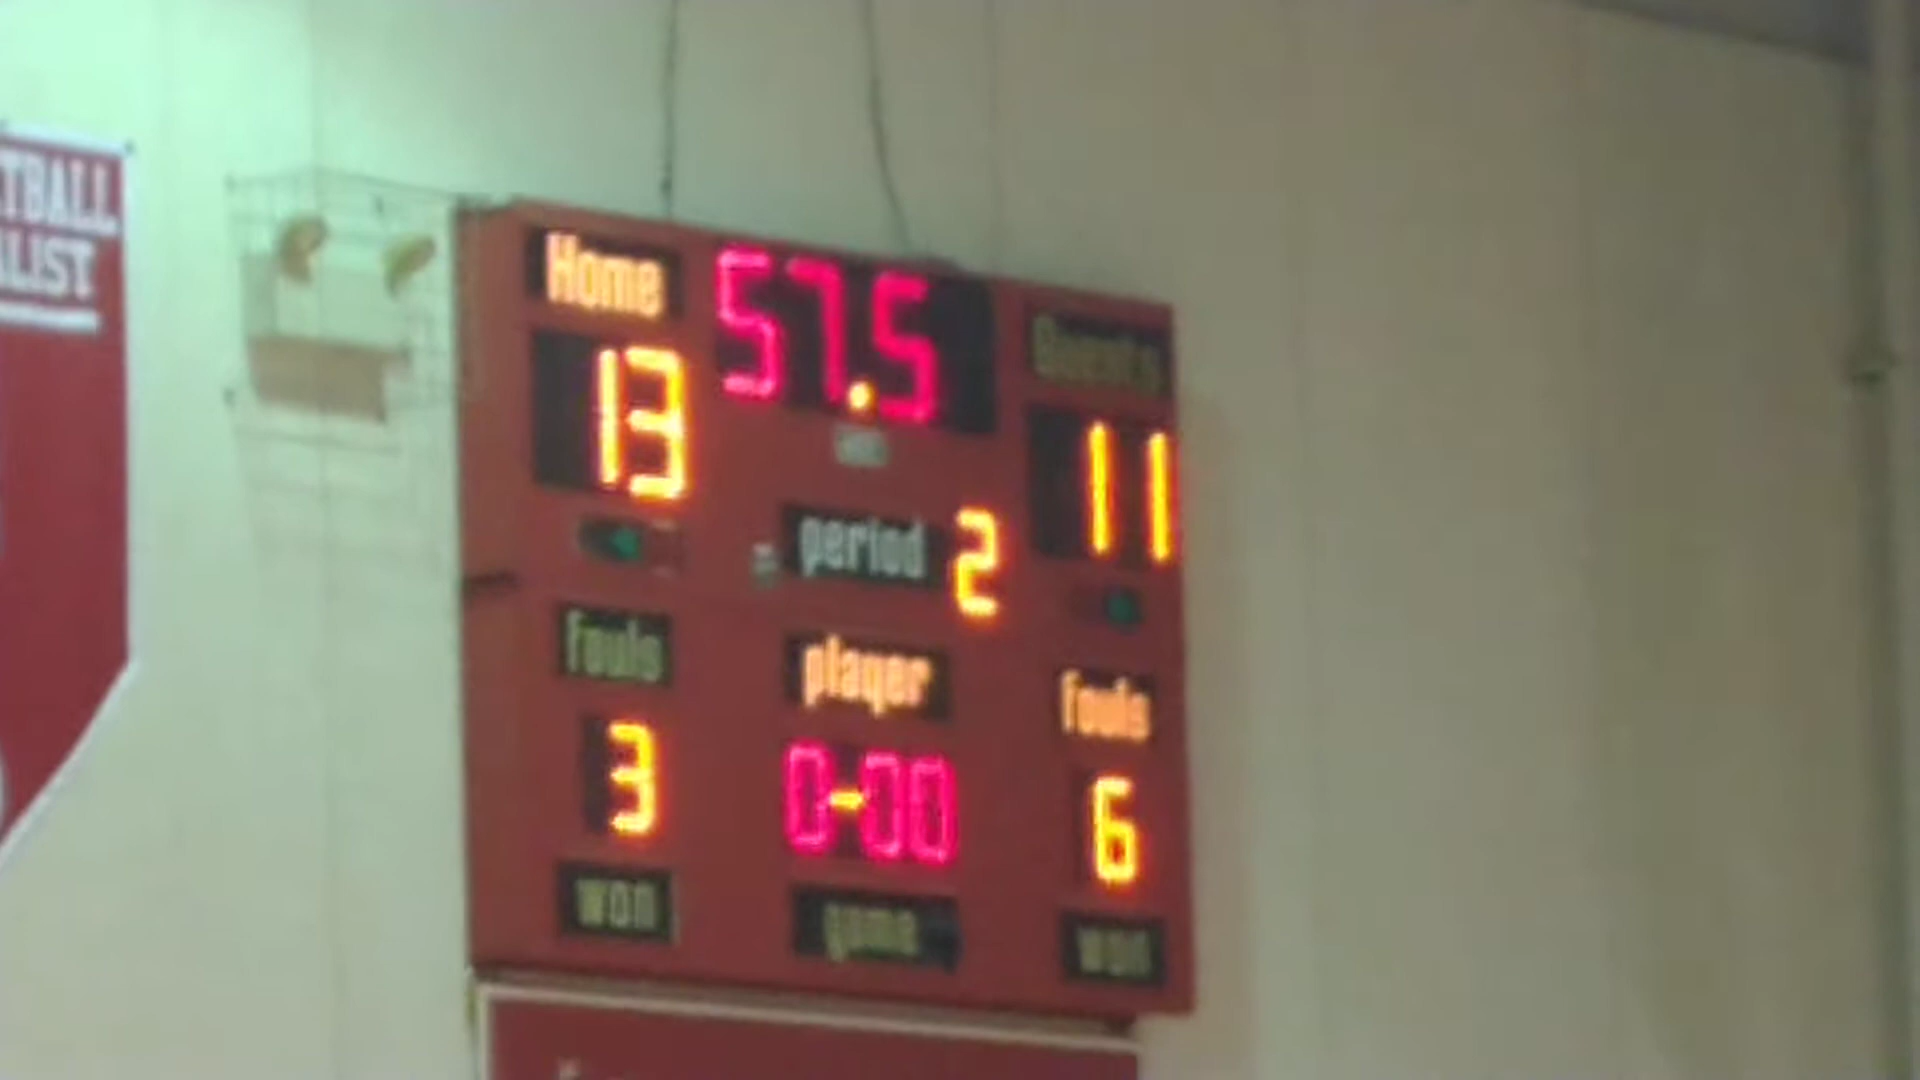 TBALL
LIST
Home 57.5 Guests
13 11
period 2
fouls player fouls
3 0-00 6
won game won